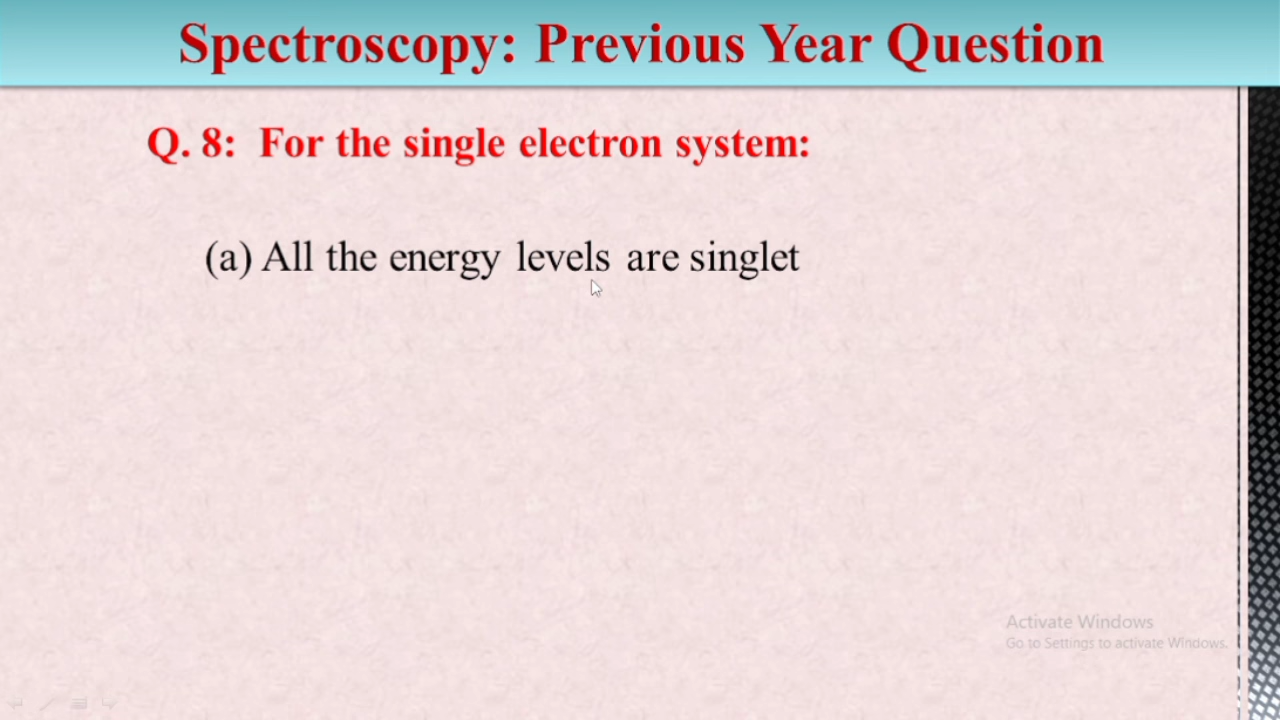 Spectroscopy: Previous Year Question
Q. 8: For the single electron system:
(a) All the energy levels are singlet
Activate Windows
Go to Settings to activate Windows.